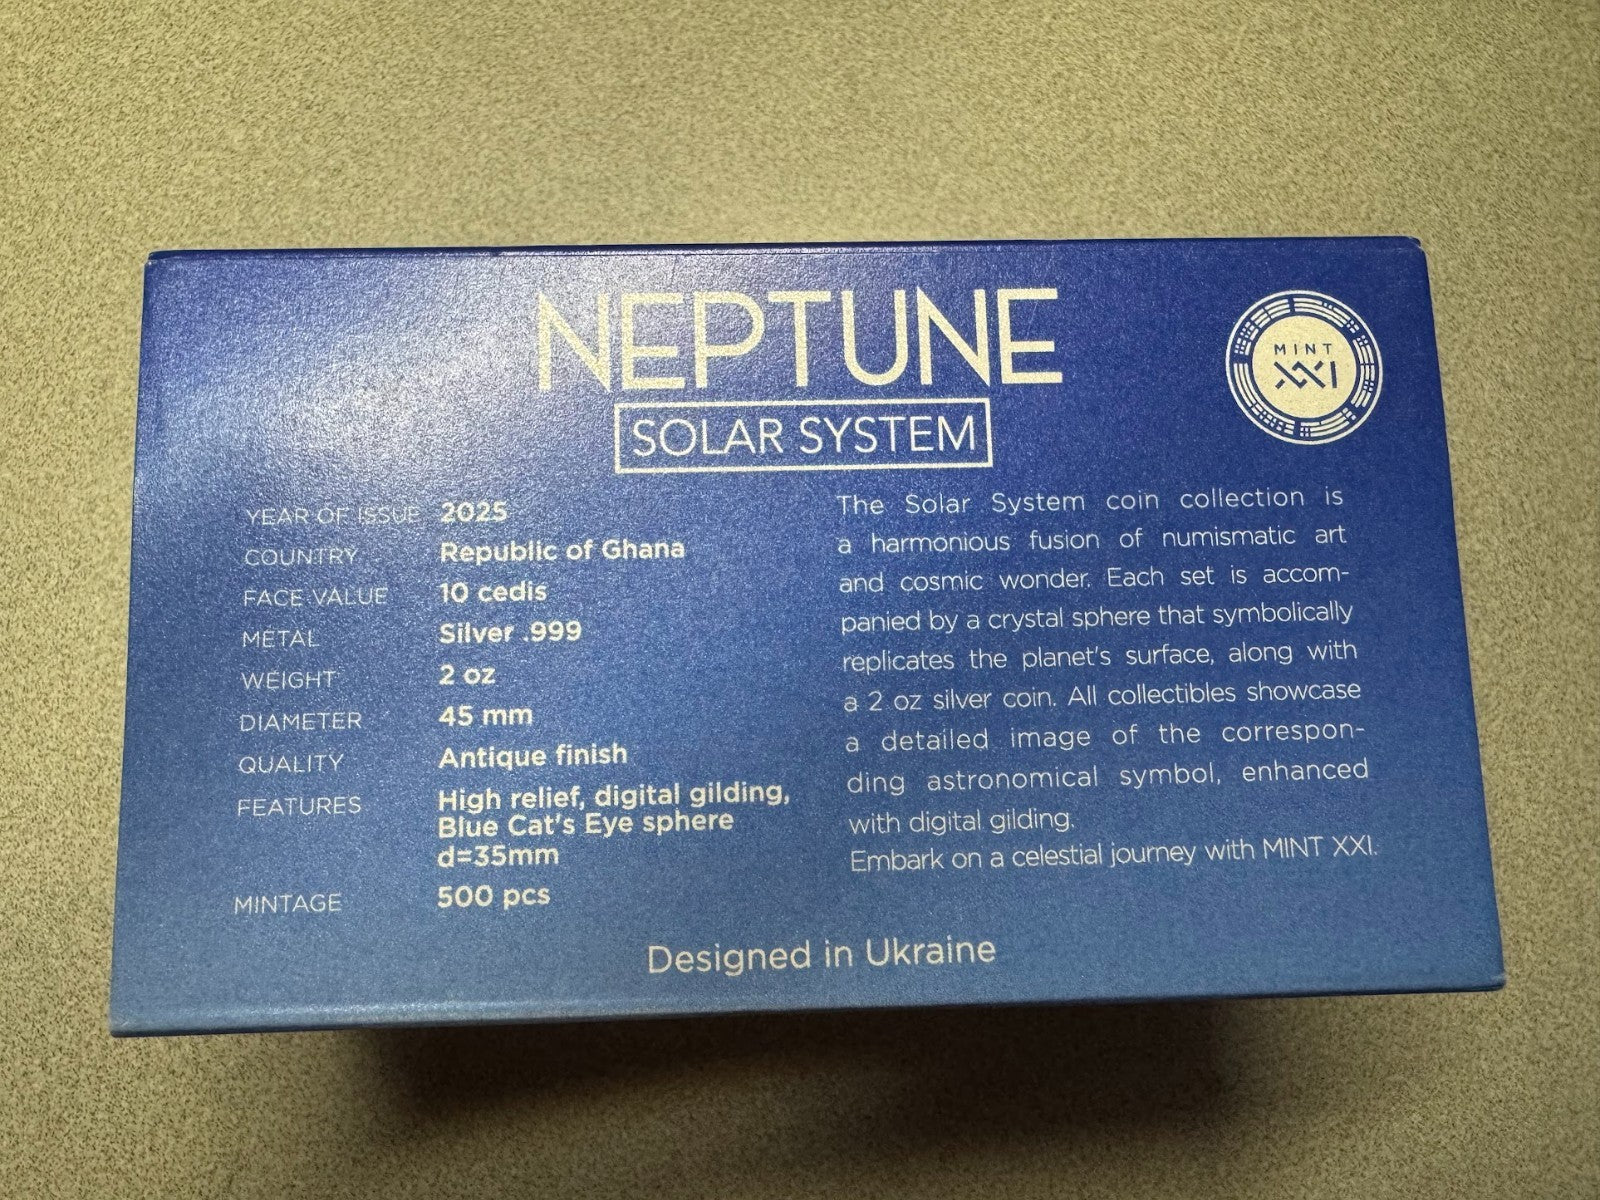 NEPTUNE
SOLAR SYSTEM
MINT
XXI
YEAR OF ISSUE 2025
COUNTRY Republic of Ghana
FACE VALUE 10 cedis
METAL Silver .999
WEIGHT 2 oz
DIAMETER 45 mm
QUALITY Antique finish
FEATURES High relief, digital gilding,
Blue Cat's Eye sphere
d=35mm
MINTAGE 500 pcs
The Solar System coin collection is
a harmonious fusion of numismatic art
and cosmic wonder. Each set is accom-
panied by a crystal sphere that symbolically
replicates the planet's surface, along with
a 2 oz silver coin. All collectibles showcase
a detailed image of the correspon-
ding astronomical symbol, enhanced
with digital gilding.
Embark on a celestial journey with MINT XXI.
Designed in Ukraine